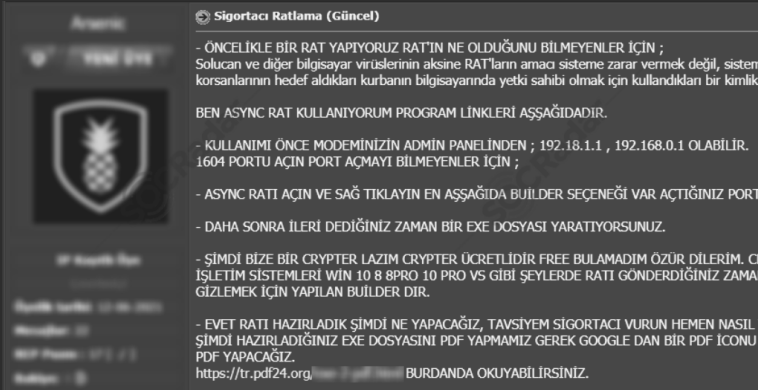 Arsenic
Sigortacı Ratlama (Güncel)
YENİ ÜYE
- ÖNCELİKLE BİR RAT YAPIYORUZ RAT'IN NE OLDUĞUNU BİLMEYENLER İÇİN ;
Solucan ve diğer bilgisayar virüslerinin aksine RAT'ların amacı sisteme zarar vermek değil, sistem
korsanlarının hedef aldıkları kurbanın bilgisayarında yetki sahibi olmak için kullandıkları bir kimlik
BEN ASYNC RAT KULLANIYORUM PROGRAM LİNKLERİ AŞŞAĞIDADIR.
- KULLANIMI ÖNCE MODEMİNİZİN ADMIN PANELİNDEN ; 192.18.1.1 , 192.168.0.1 OLABİLİR.
1604 PORTU AÇIN PORT AÇMAYI BİLMEYENLER İÇİN ;
- ASYNC RATI AÇIN VE SAĞ TIKLAYIN EN AŞŞAĞIDA BUİLDER SEÇENEĞİ VAR AÇTIĞINIZ PORT
- DAHA SONRA İLERİ DEDİĞİNİZ ZAMAN BİR EXE DOSYASI YARATIYORSUNUZ.
- ŞİMDİ BİZE BİR CRYPTER LAZIM CRYPTER ÜCRETLİDİR FREE BULAMADIM ÖZÜR DİLERİM.
İŞLETİM SİSTEMLERİ WİN 10 8 8PRO 10 PRO VS GİBİ ŞEYLERDE RATI GÖNDERDİĞİNİZ ZAMA
GİZLEMEK İÇİN YAPILAN BUİLDER DIR.
- EVET RATI HAZIRLADIK ŞİMDİ NE YAPACAĞIZ, TAVSİYEM SİGORTACI VURUN HEMEN NASIL
ŞİMDİ HAZIRLADIĞINIZ EXE DOSYASINI PDF YAPMAMIZ GEREK GOOGLE DAN BİR PDF İCONU
PDF YAPACAĞIZ.
https://tr.pdf24.org/ BURDANDA OKUYABİLİRSİNİZ.
SOCRadar